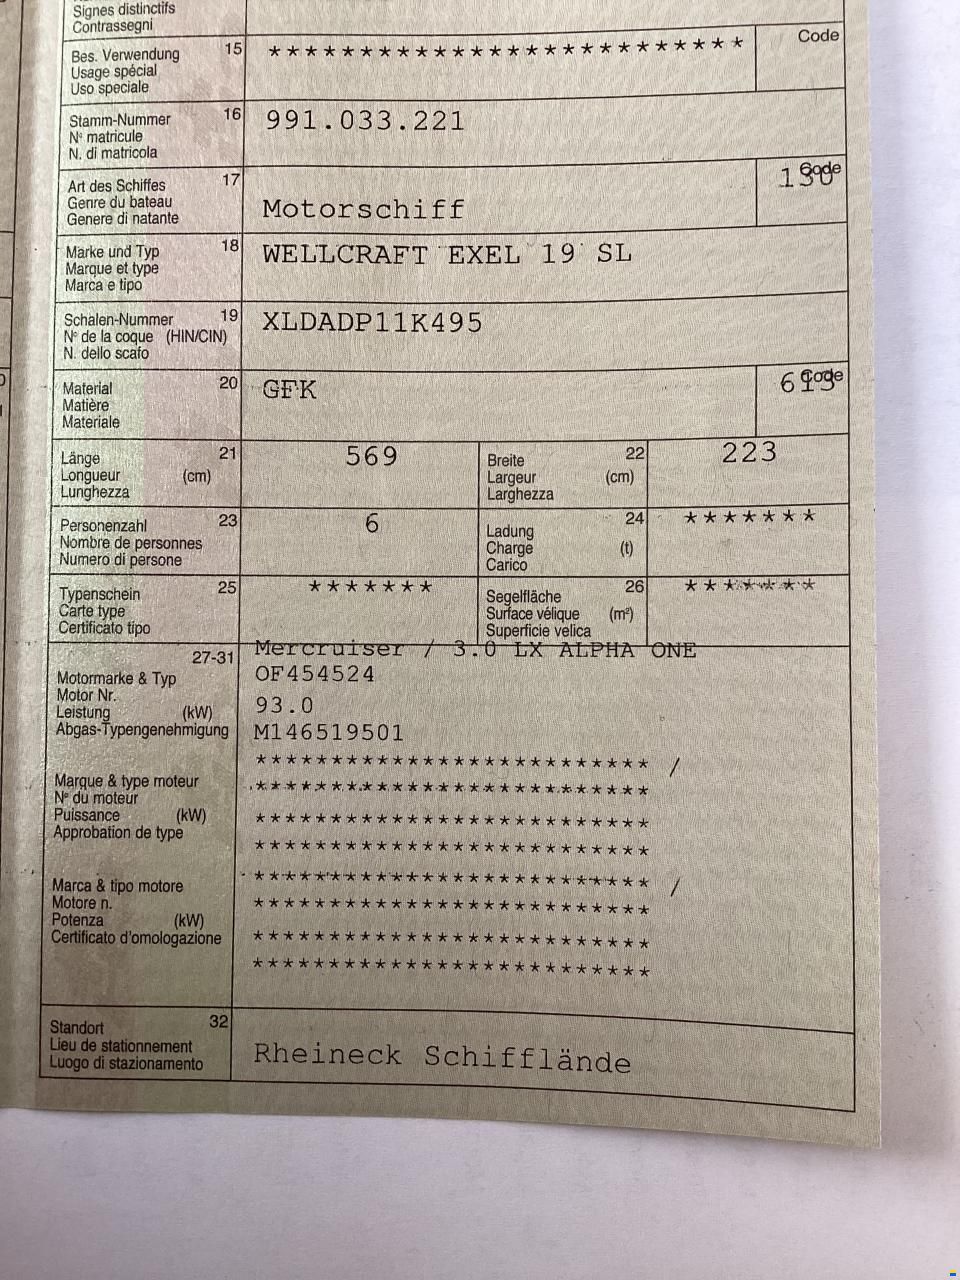 Signes distinctifs
Contrassegni
Bes. Verwendung 15 ************************** Code
Usage spécial
Uso speciale
Stamm-Nummer 16 991.033.221
N° matricule
N. di matricola
Art des Schiffes 17 Code
Genre du bateau Motorschiff
Genere di natante
Marke und Typ 18 WELLCRAFT EXEL 19 SL
Marque et type
Marca e tipo
Schalen-Nummer 19 XLDADP11K495
N° de la coque (HIN/CIN)
N. dello scafo
Material 20 GFK Code
Matière
Materiale
Länge 21 569 Breite 22 223
Longueur (cm) Largeur (cm)
Lunghezza Larghezza
Personenzahl 23 6 Ladung 24 *******
Nombre de personnes Charge (t)
Numero di persone Carico
Typenschein 25 ******* Segelfläche 26 *******
Carte type Surface vélique (m²)
Certificato tipo Superficie velica
27-31 Mercruiser / 3.0 LX ALPHA ONE
Motormarke & Typ OF454524
Motor Nr.
Leistung (kW) 93.0
Abgas-Typengenehmigung M146519501
************************** /
Marque & type moteur **************************
N° du moteur
Puissance (kW) **************************
Approbation de type **************************
Marca & tipo motore ************************** /
Motore n. **************************
Potenza (kW) **************************
Certificato d'omologazione **************************
Standort 32
Lieu de stationnement Rheineck Schifflände
Luogo di stazionamento